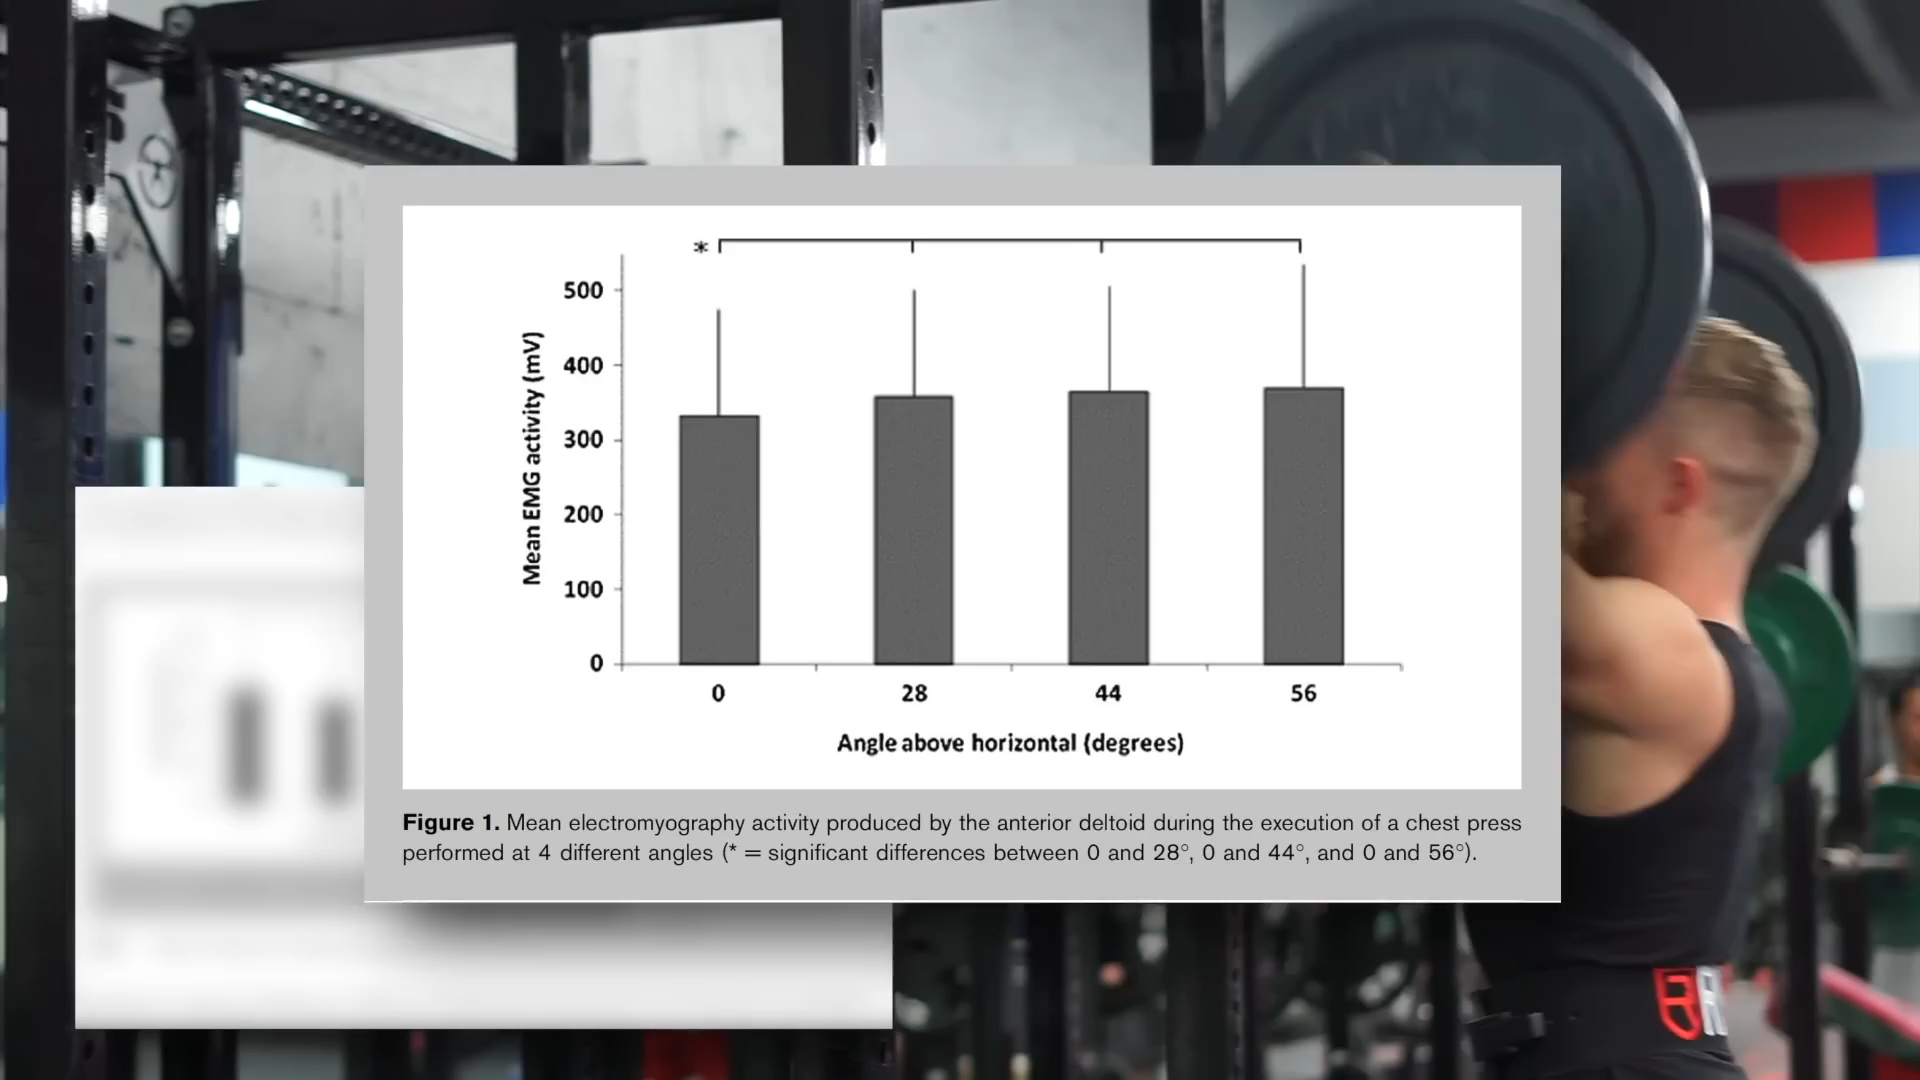 *
500
400
300
200
100
0
Mean EMG activity (mV)
0 28 44 56
Angle above horizontal (degrees)
Figure 1. Mean electromyography activity produced by the anterior deltoid during the execution of a chest press
performed at 4 different angles (* = significant differences between 0 and 28°, 0 and 44°, and 0 and 56°).